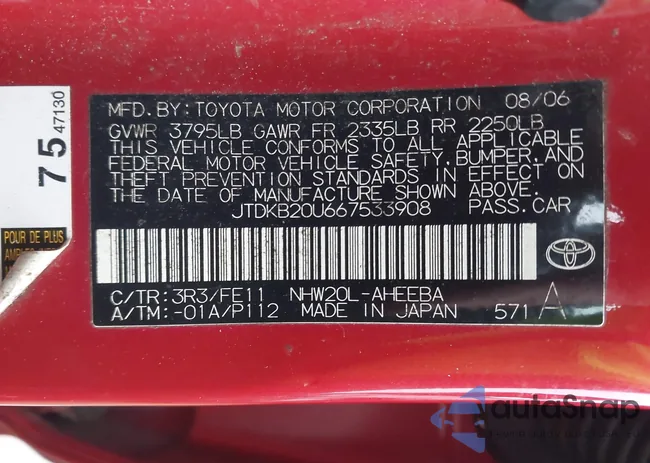 75
47130
POUR DE PLUS
MFD.BY:TOYOTA MOTOR CORPORATION 08/06
GVWR 3795LB GAWR FR 2335LB RR 2250LB
THIS VEHICLE CONFORMS TO ALL APPLICABLE
FEDERAL MOTOR VEHICLE SAFETY,BUMPER,AND
THEFT PREVENTION STANDARDS IN EFFECT ON
THE DATE OF MANUFACTURE SHOWN ABOVE.
JTDKB20U667533908 PASS.CAR
C/TR:3R3/FE11 NHW20L-AHEEBA
A/TM:-01A/P112 MADE IN JAPAN 571 A
autoSnap